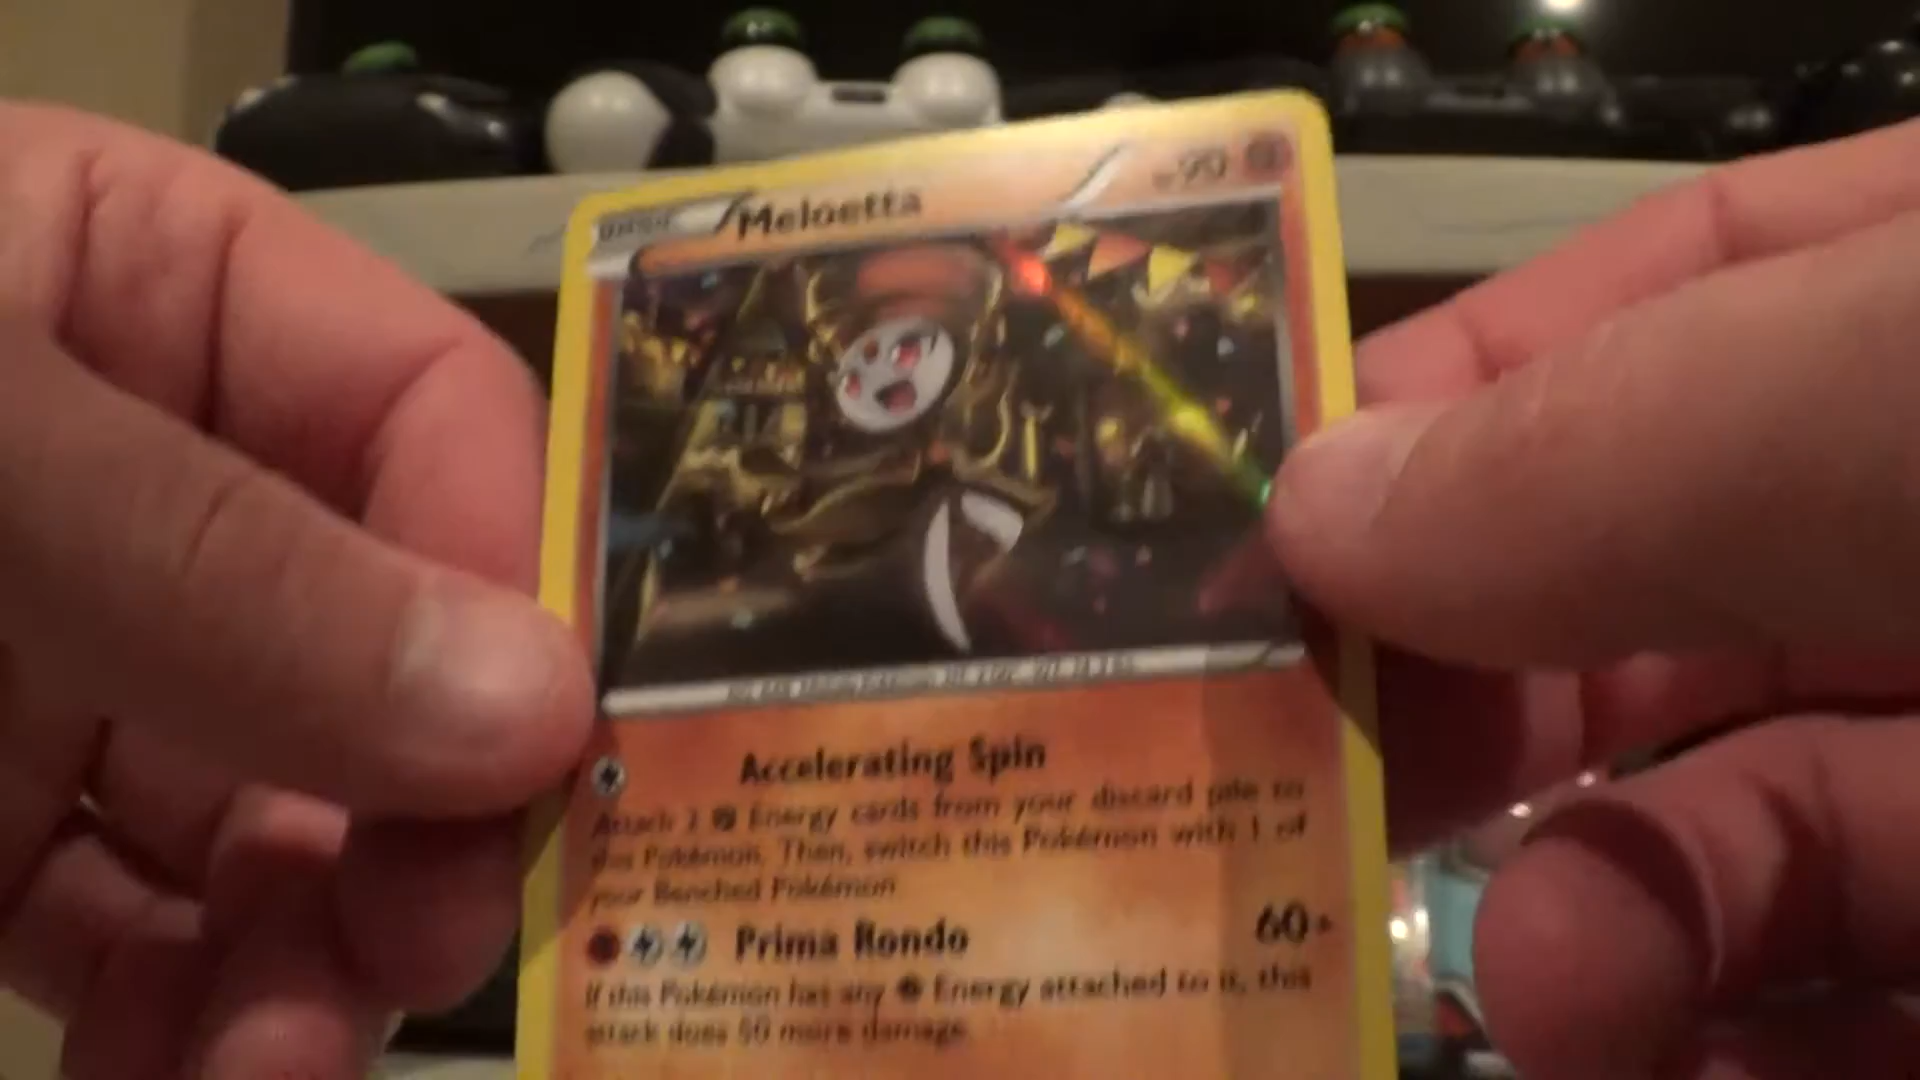 BASIC Meloetta 90
Accelerating Spin
Attach 2 Energy cards from your discard pile to
this Pokémon. Then, switch this Pokémon with 1 of
your Benched Pokémon
Prima Rondo 60+
If this Pokémon has any Energy attached to it, this
attack does 50 more damage.